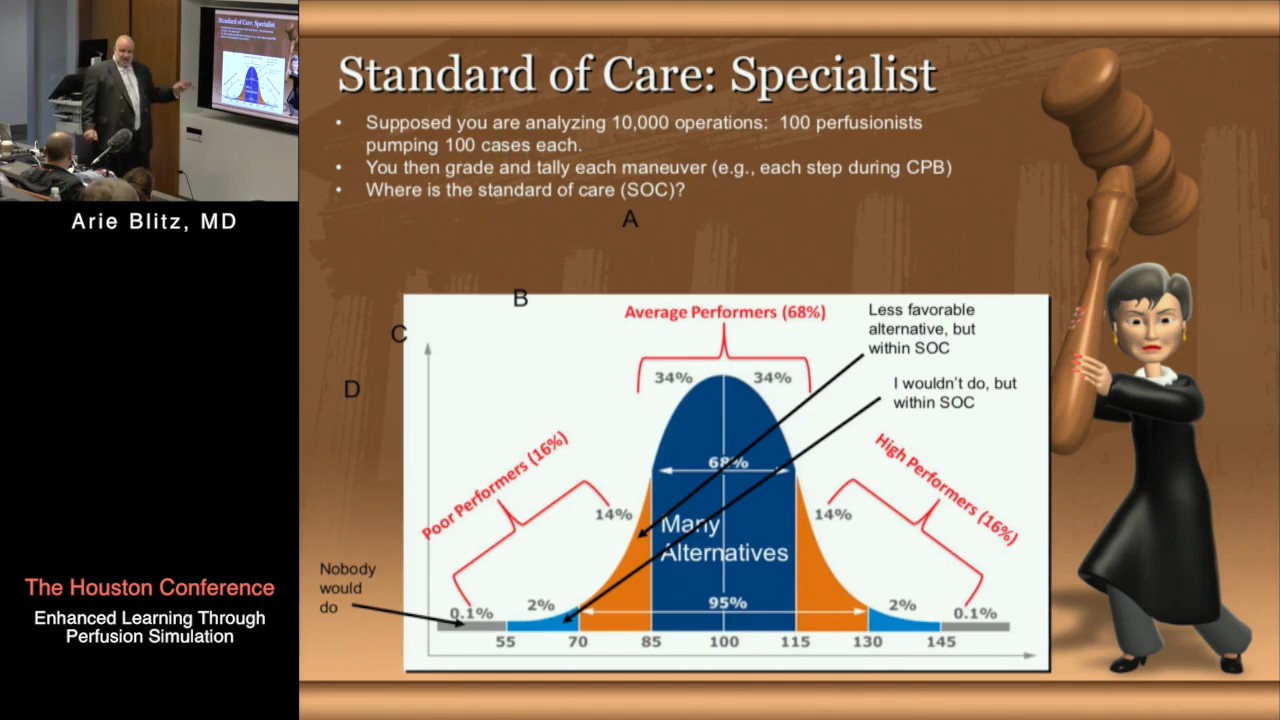 Standard of Care: Specialist
Standard of Care: Specialist
• Supposed you are analyzing 10,000 operations: 100 perfusionists
pumping 100 cases each.
• You then grade and tally each maneuver (e.g., each step during CPB)
• Where is the standard of care (SOC)?
A
B
C
D
Average Performers (68%)
Less favorable
alternative, but
within SOC
I wouldn't do, but
within SOC
34% 34%
68%
Poor Performers (16%)
High Performers (16%)
14% 14%
Many
Alternatives
Nobody
would
do
0.1% 2% 95% 2% 0.1%
55 70 85 100 115 130 145
Arie Blitz, MD
The Houston Conference
Enhanced Learning Through
Perfusion Simulation